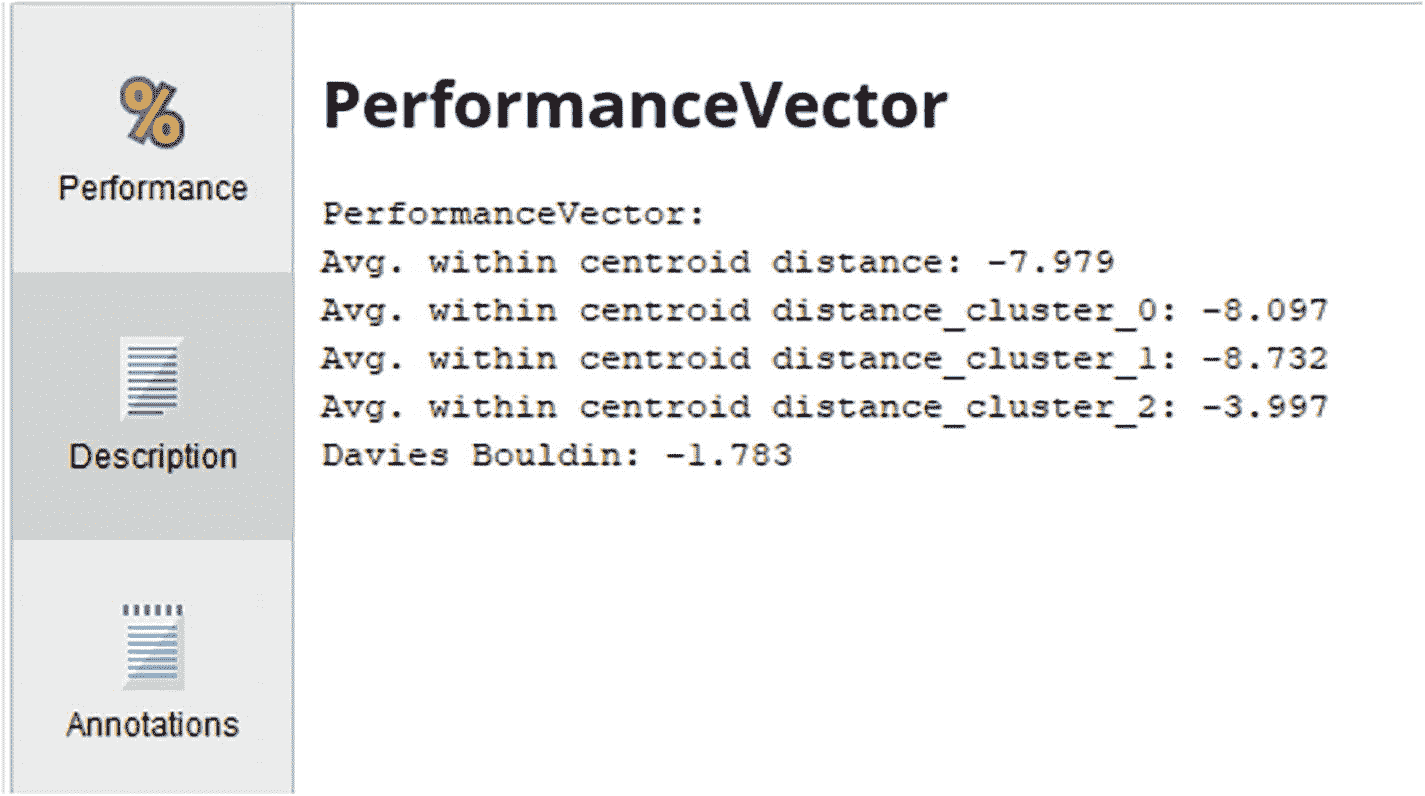 Performance
Description
Annotations
PerformanceVector
PerformanceVector:
Avg. within centroid distance: -7.979
Avg. within centroid distance_cluster_0: -8.097
Avg. within centroid distance_cluster_1: -8.732
Avg. within centroid distance_cluster_2: -3.997
Davies Bouldin: -1.783